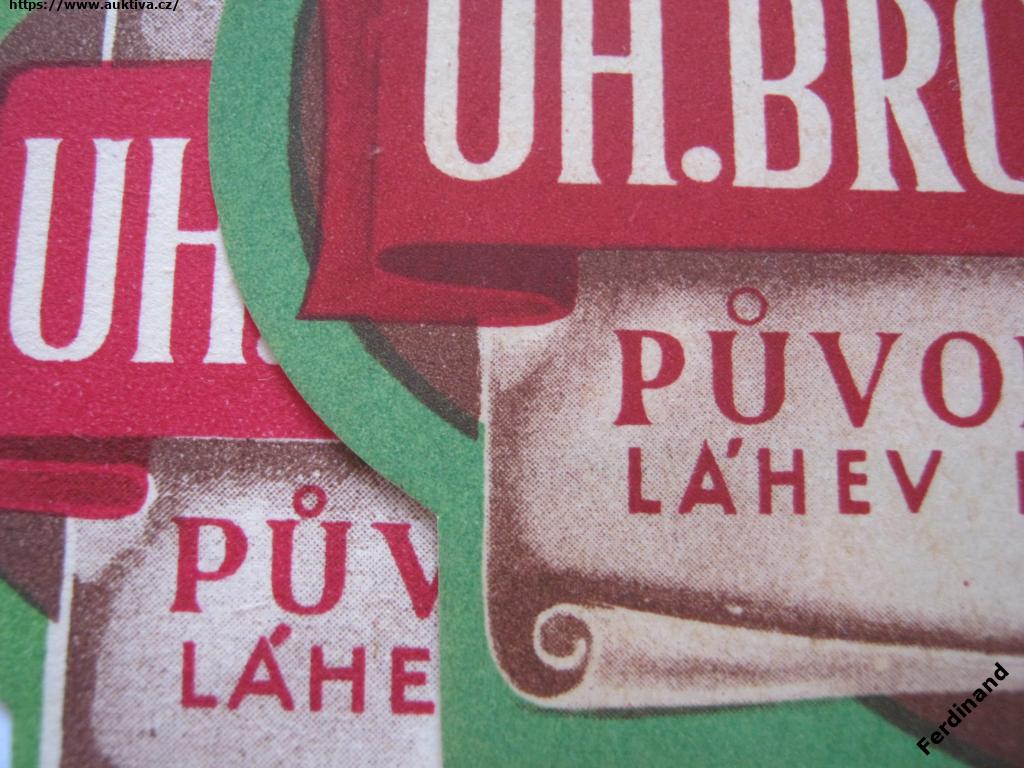 https://www.auktiva.cz/
UH.BRO
PŮVO
LÁHEV
UH.
PŮV
LÁHE
Ferdinand